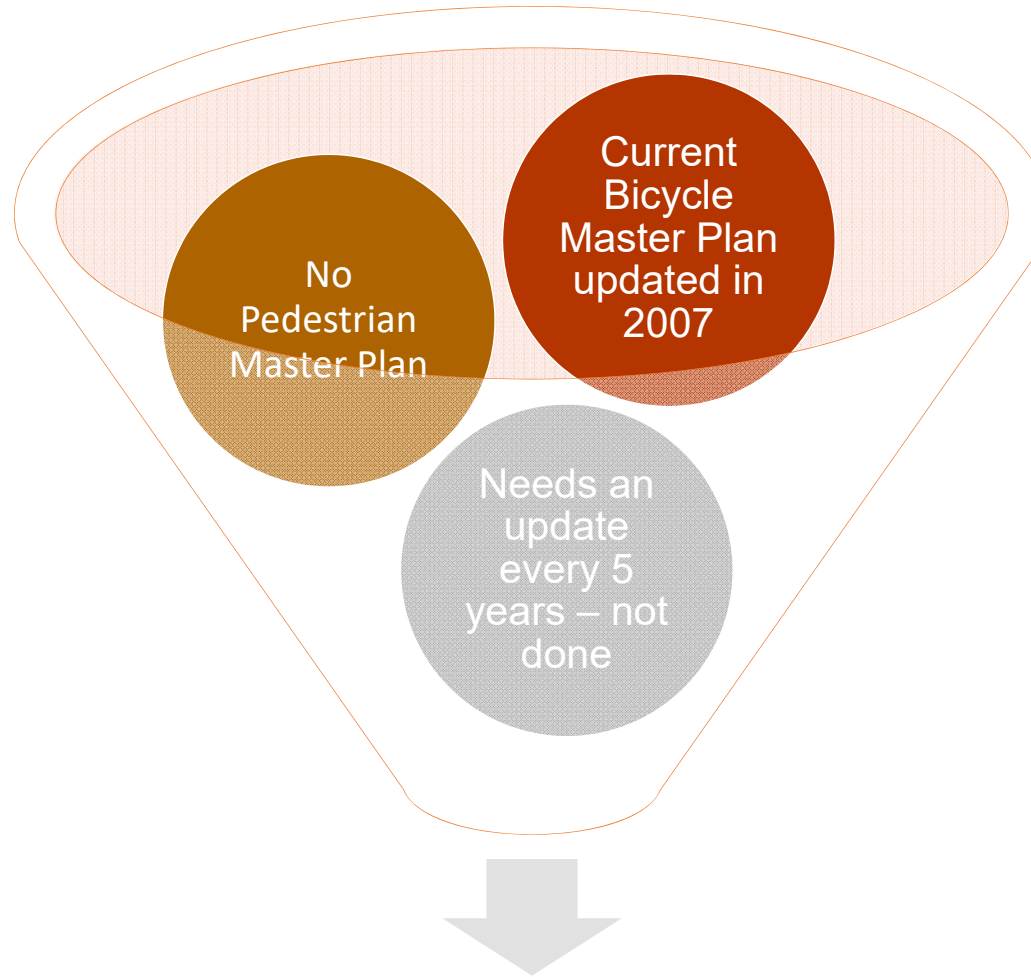 No
Pedestrian
Master Plan
Current
Bicycle
Master Plan
updated in
2007
Needs an
update
every 5
years – not
done